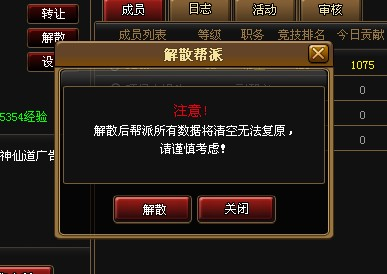 转让
成员
日志
活动
审核
解散
成员列表
等级
职务
竞技排名
今日贡献
解散帮派
1075
0
0
0
5354经验
神仙道广告
注意！
解散后帮派所有数据将清空无法复原，
请谨慎考虑！
解散
关闭